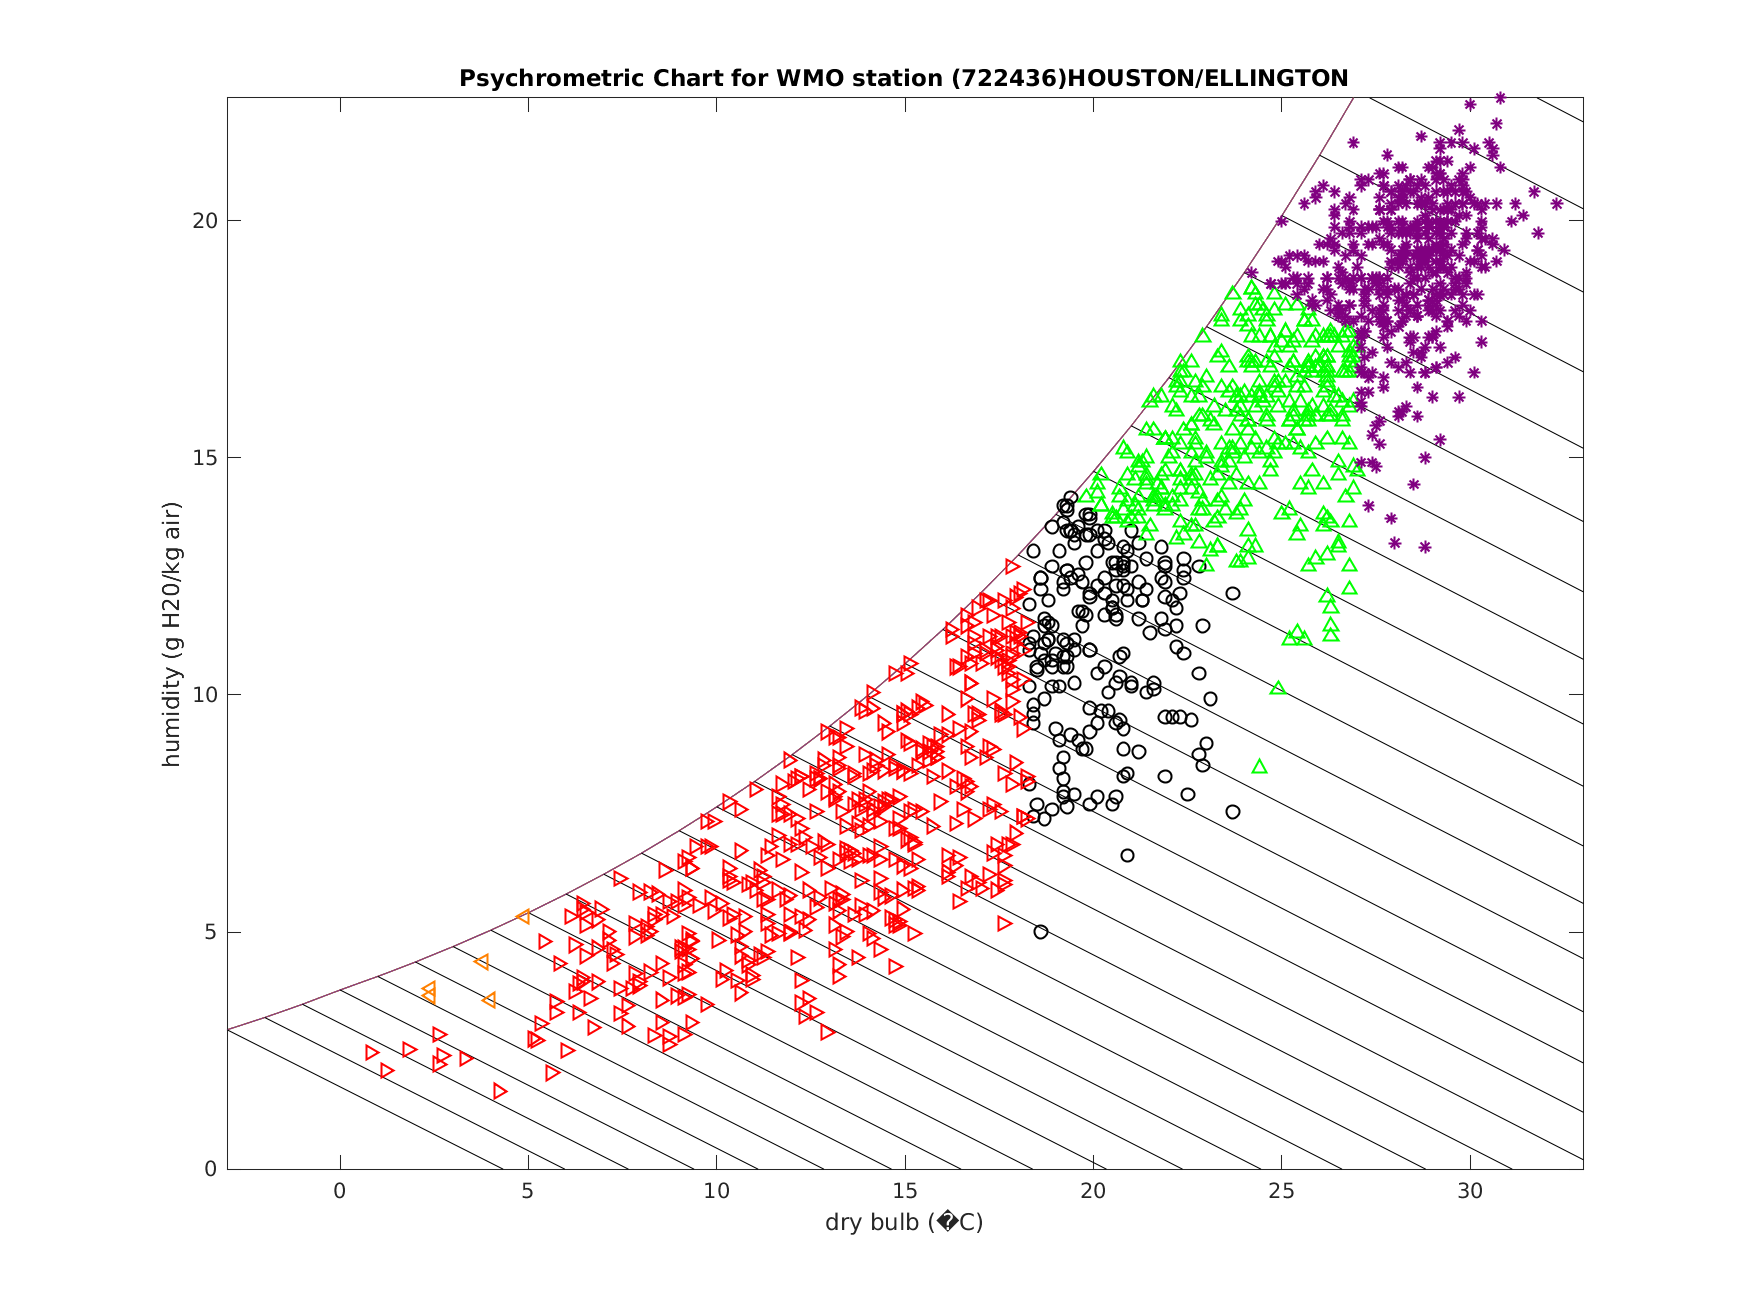 Psychrometric Chart for WMO station (722436)HOUSTON/ELLINGTON
humidity (g H20/kg air)
20
15
10
5
0
0 5 10 15 20 25 30
dry bulb (�C)